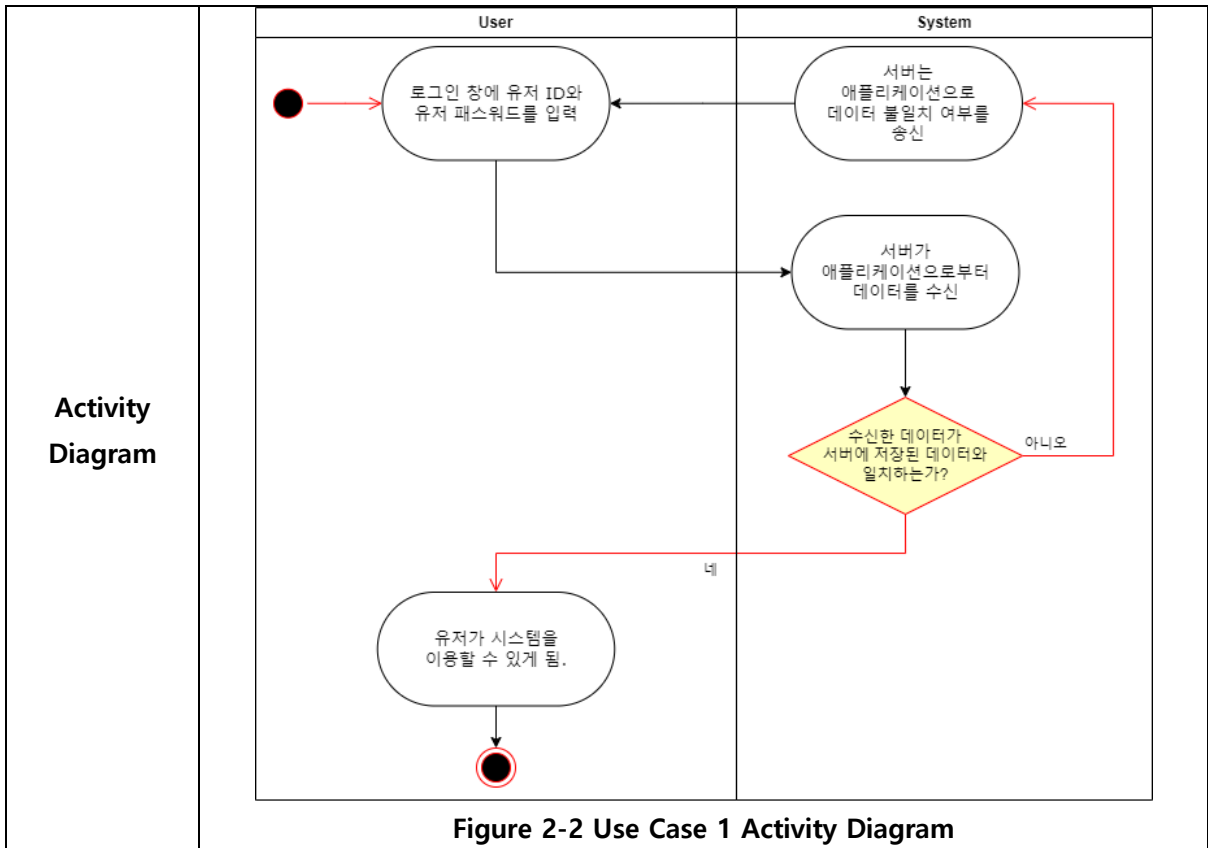 Activity
Diagram
User
System
로그인 창에 유저 ID와
유저 패스워드를 입력
서버는
애플리케이션으로
데이터 불일치 여부를
송신
서버가
애플리케이션으로부터
데이터를 수신
수신한 데이터가
서버에 저장된 데이터와
일치하는가?
아니오
네
유저가 시스템을
이용할 수 있게 됨.
Figure 2-2 Use Case 1 Activity Diagram